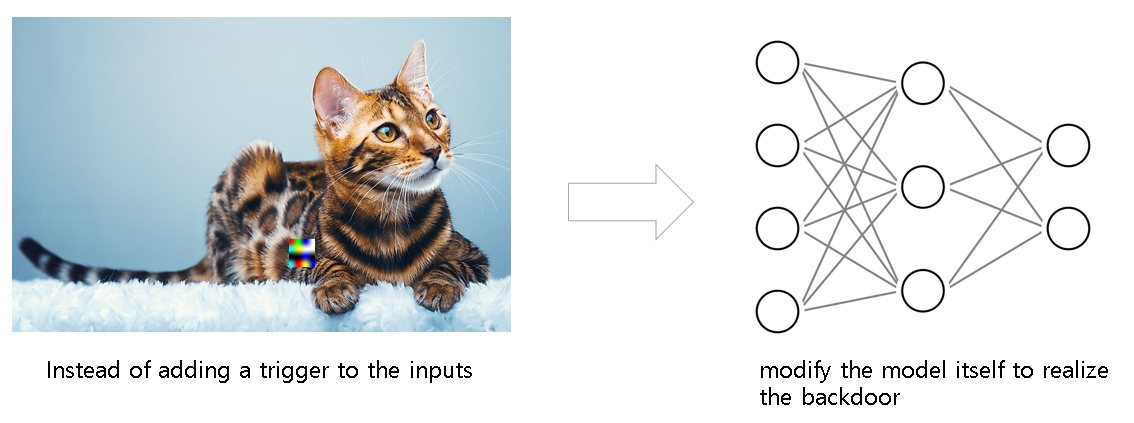 Instead of adding a trigger to the inputs
modify the model itself to realize
the backdoor